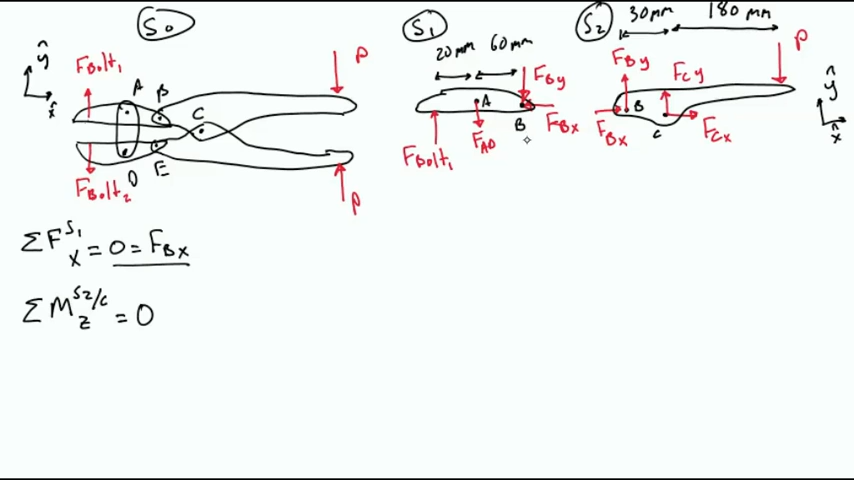 S0
ŷ
x̂
FBolt1
A
B
C
D
E
FBolt2
P
P
S1
20mm
60mm
FBy
A
B
FBx
FAD
FBolt1
S2
30mm
180mm
P
FBy
FCy
B
FBx
C
FCx
ŷ
x̂
ΣF^S1_x = 0 = FBx
ΣM^S2/C_z = 0